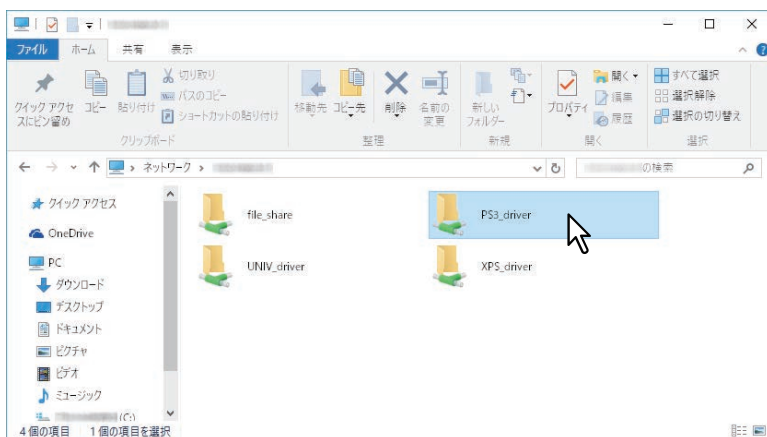 ファイル ホーム 共有 表示
クイック アクセスにピン留め
コピー
貼り付け
切り取り
パスのコピー
ショートカットの貼り付け
クリップボード
移動先
コピー先
削除
名前の変更
整理
新しいフォルダー
新規
プロパティ
開く
編集
履歴
開く
すべて選択
選択解除
選択の切り替え
選択
ネットワーク
の検索
クイック アクセス
OneDrive
PC
ダウンロード
デスクトップ
ドキュメント
ピクチャ
ビデオ
ミュージック
(C:)
file_share
PS3_driver
UNIV_driver
XPS_driver
4 個の項目 1 個の項目を選択